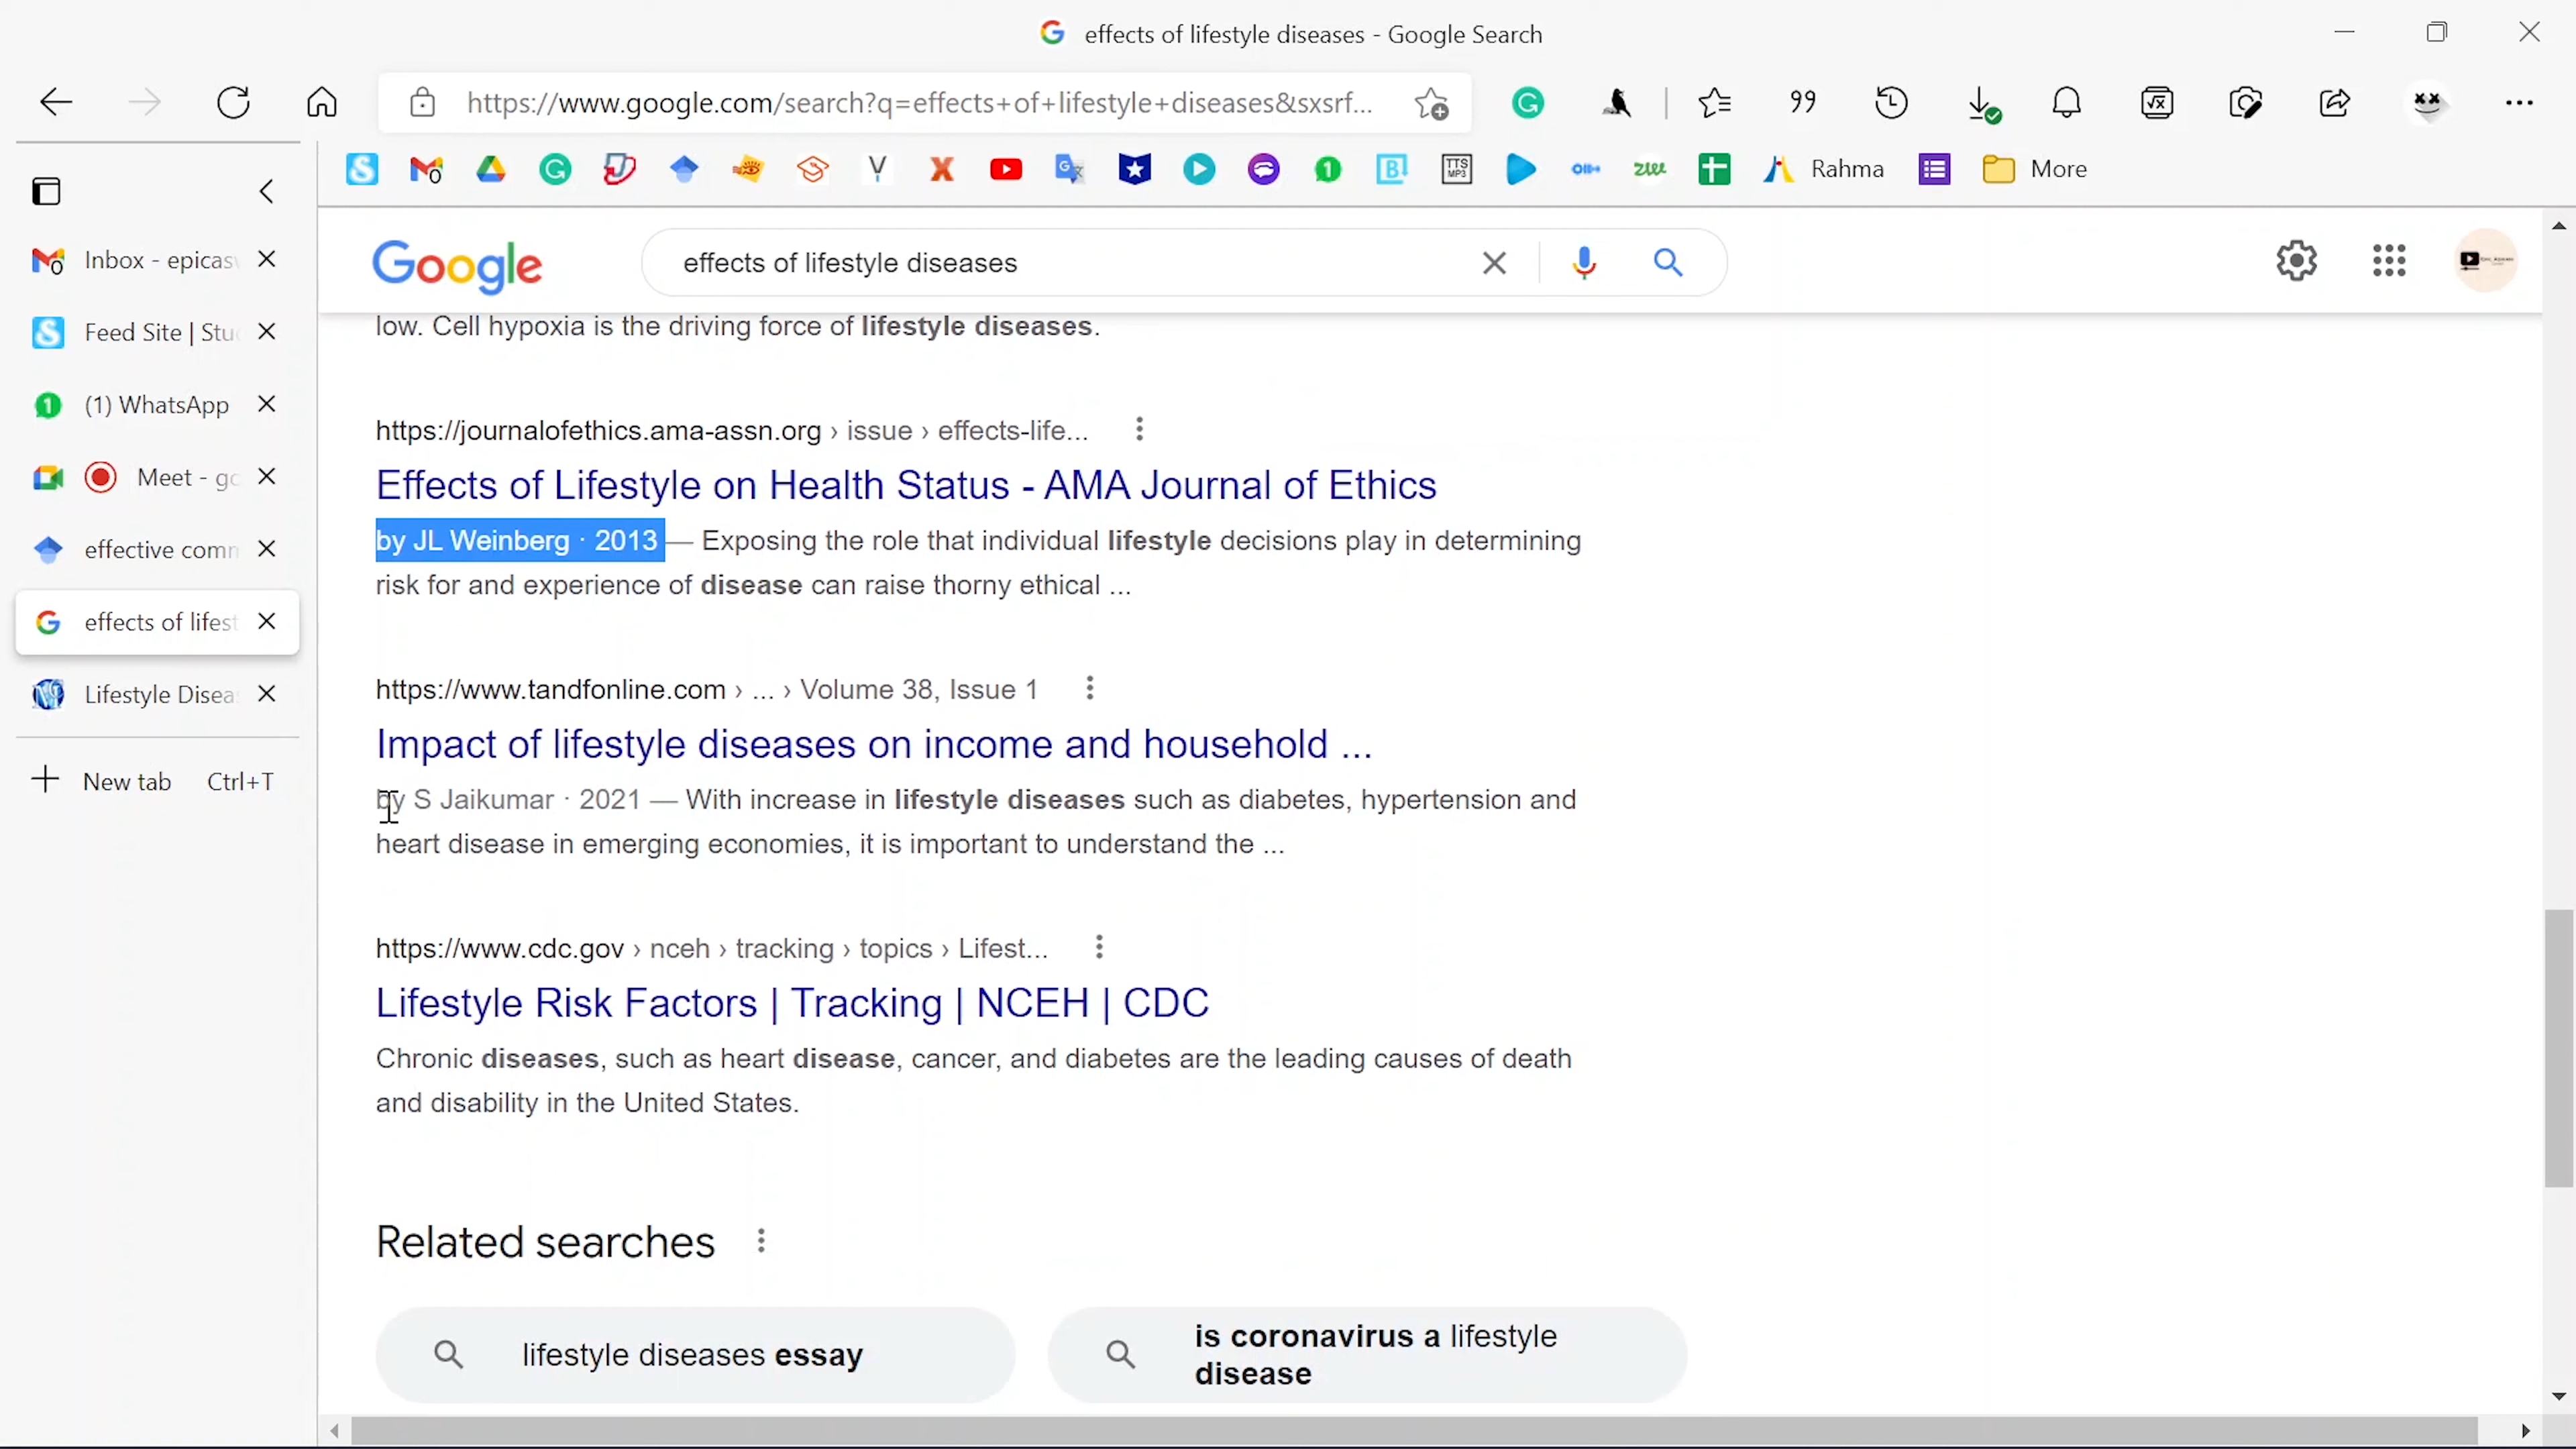 effects of lifestyle diseases - Google Search
https://www.google.com/search?q=effects+of+lifestyle+diseases&sxsrf...
99
TTS
MP3
Rahma
More
Inbox - epicas
Feed Site | Stu
(1) WhatsApp
Meet - go
effective comm
effects of lifest
Lifestyle Disea
New tab Ctrl+T
Google
effects of lifestyle diseases
low. Cell hypoxia is the driving force of lifestyle diseases.
https://journalofethics.ama-assn.org › issue › effects-life...
Effects of Lifestyle on Health Status - AMA Journal of Ethics
by JL Weinberg · 2013 — Exposing the role that individual lifestyle decisions play in determining
risk for and experience of disease can raise thorny ethical ...
https://www.tandfonline.com › ... › Volume 38, Issue 1
Impact of lifestyle diseases on income and household ...
by S Jaikumar · 2021 — With increase in lifestyle diseases such as diabetes, hypertension and
heart disease in emerging economies, it is important to understand the ...
https://www.cdc.gov › nceh › tracking › topics › Lifest...
Lifestyle Risk Factors | Tracking | NCEH | CDC
Chronic diseases, such as heart disease, cancer, and diabetes are the leading causes of death
and disability in the United States.
Related searches
lifestyle diseases essay
is coronavirus a lifestyle
disease